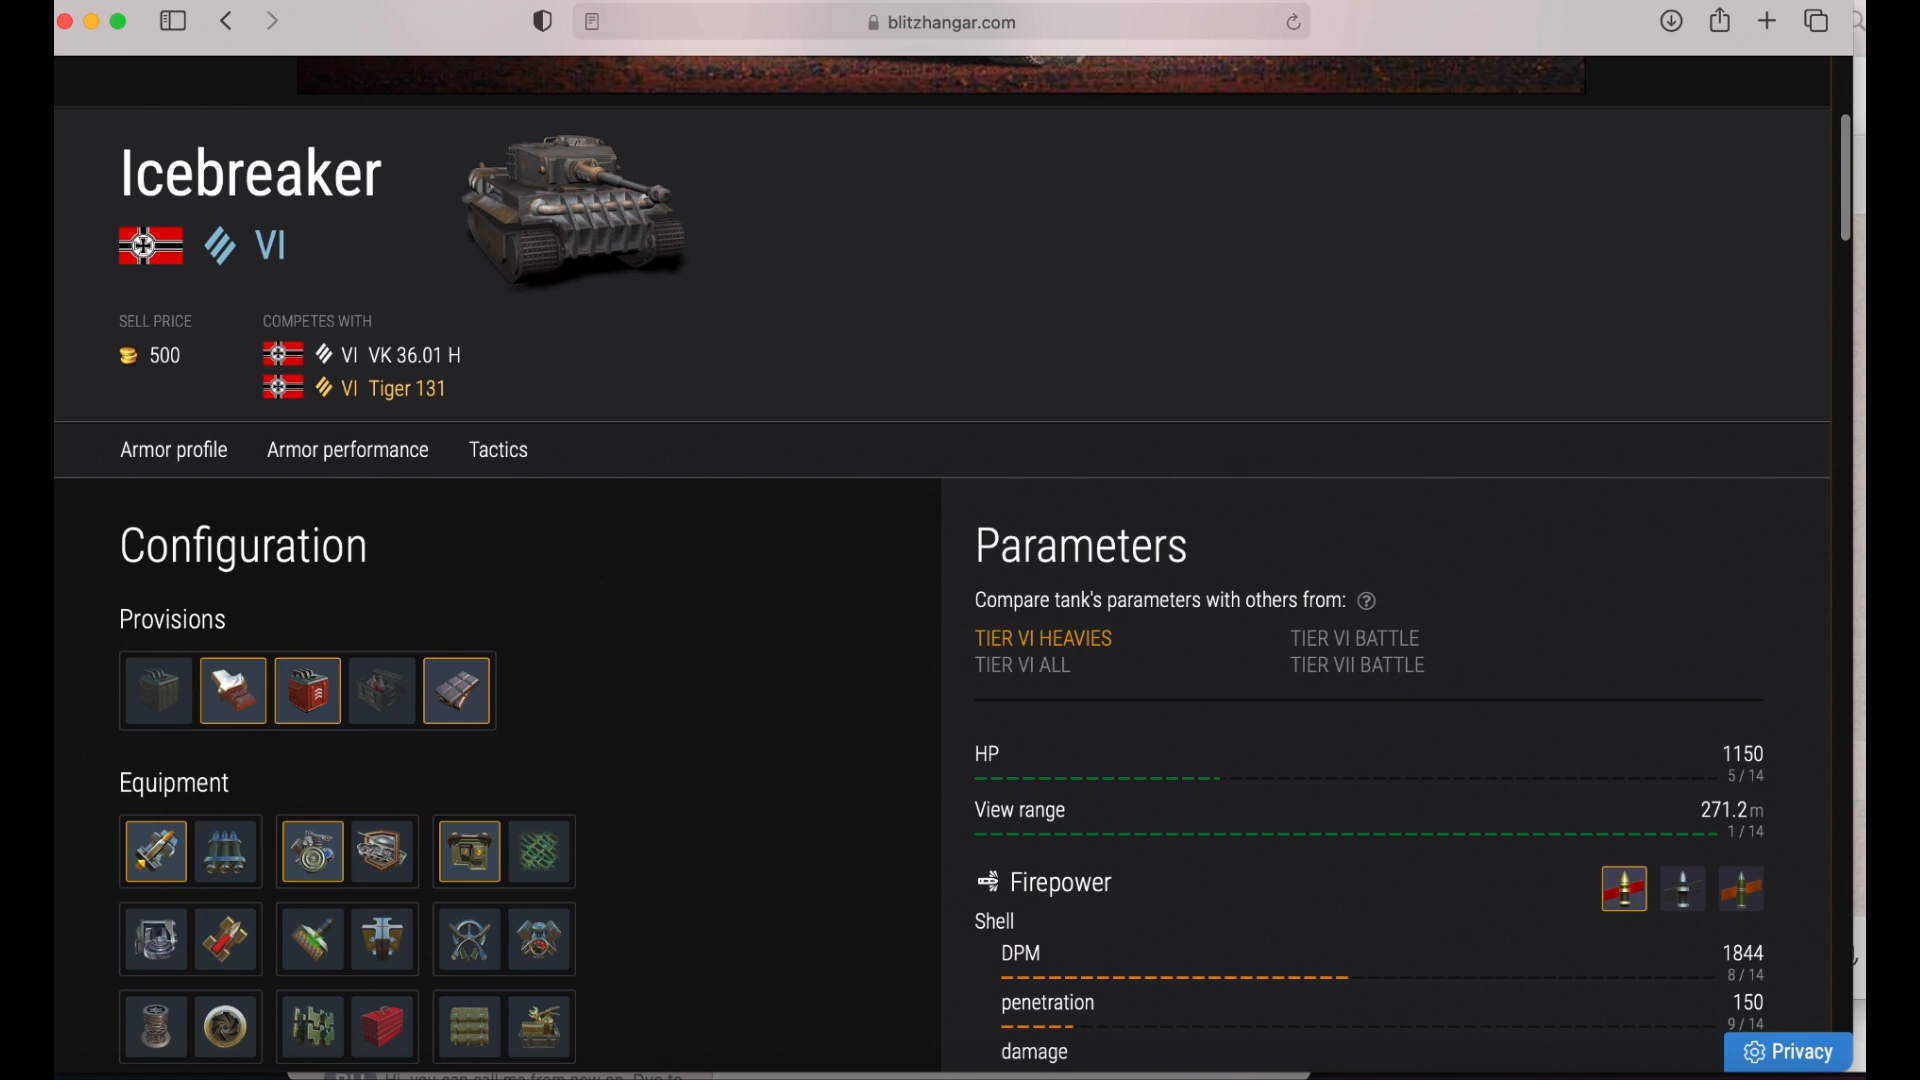 blitzhangar.com
Icebreaker
VI
SELL PRICE
COMPETES WITH
500
VI VK 36.01 H
VI Tiger 131
Armor profile Armor performance Tactics
Configuration
Provisions
Equipment
Parameters
Compare tank's parameters with others from: ?
TIER VI HEAVIES TIER VI BATTLE
TIER VI ALL TIER VII BATTLE
HP 1150
5 / 14
View range 271.2 m
1 / 14
Firepower
Shell
DPM 1844
8 / 14
penetration 150
9 / 14
damage
Privacy